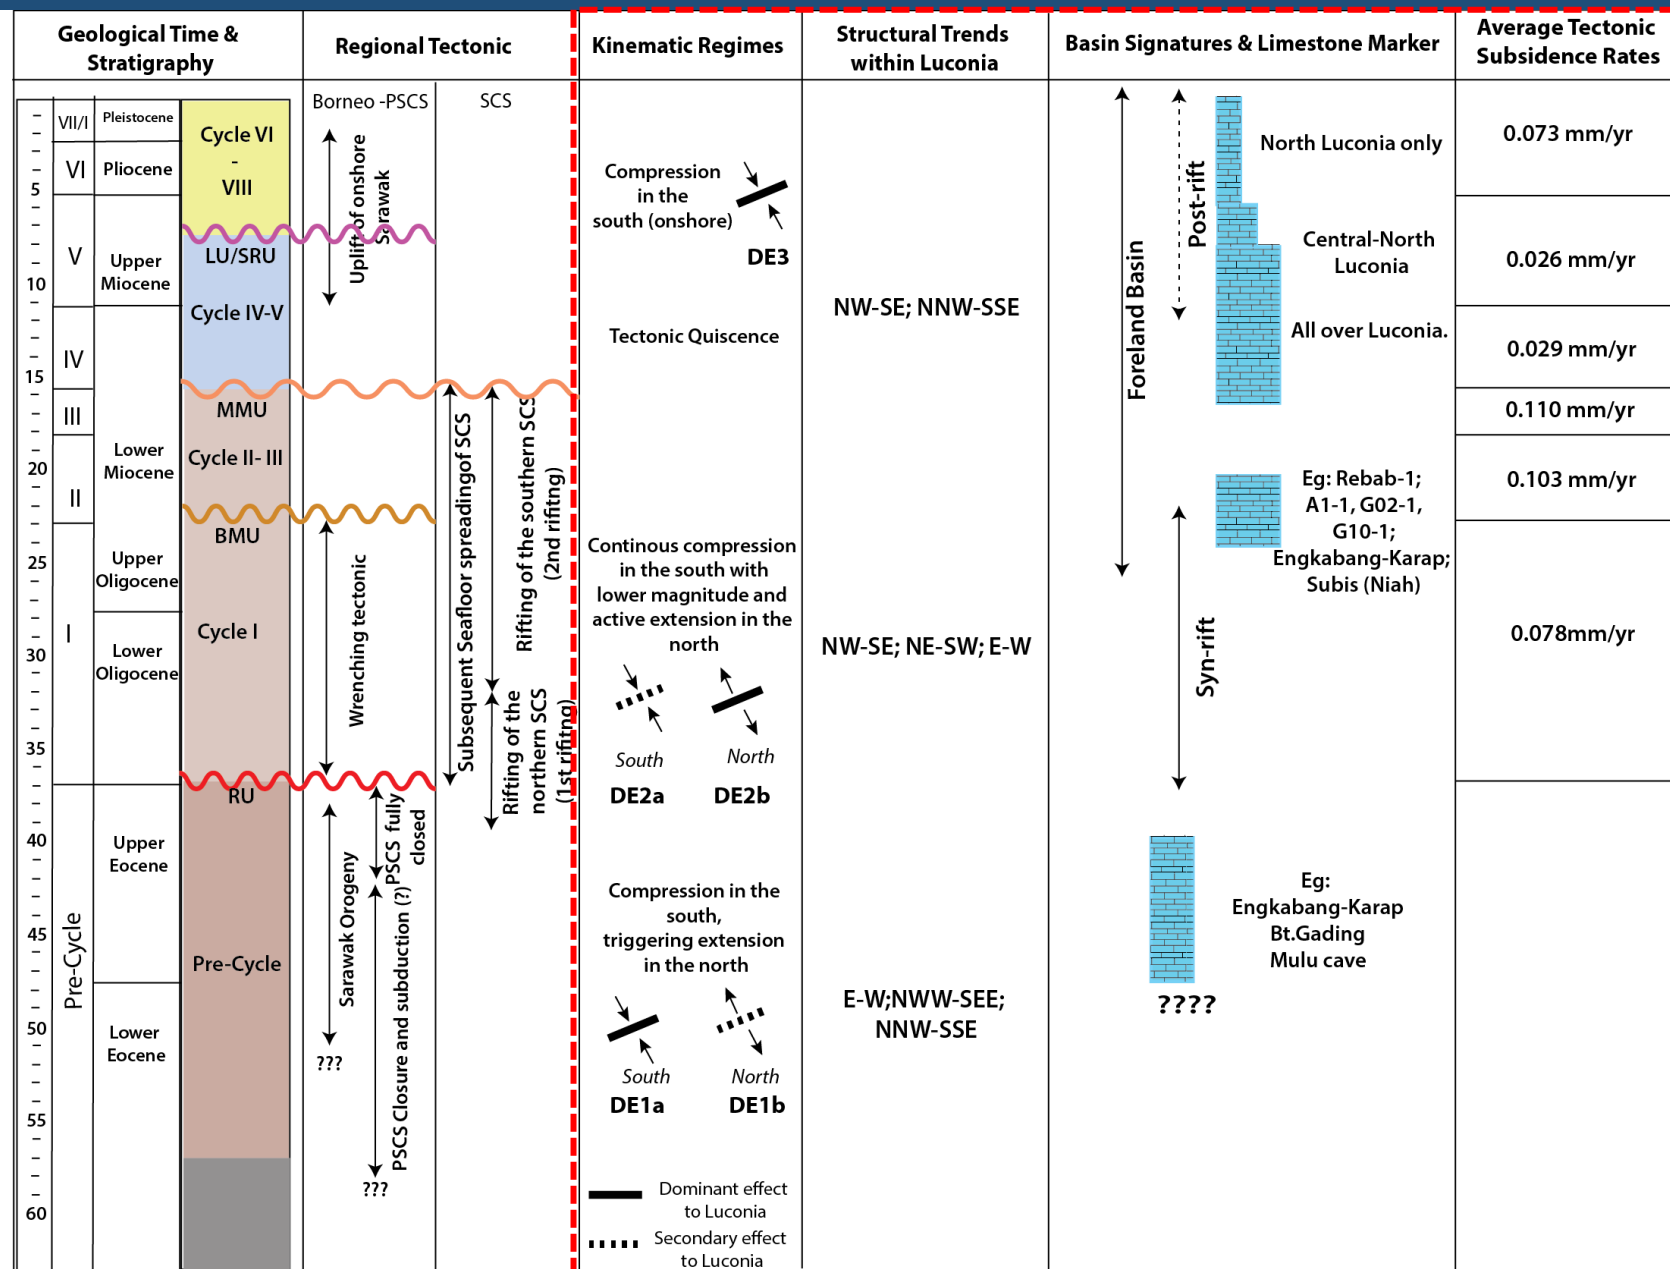 Geological Time &
Stratigraphy
Regional Tectonic
Kinematic Regimes
Structural Trends
within Luconia
Basin Signatures & Limestone Marker
Average Tectonic
Subsidence Rates
Borneo -PSCS
SCS
5
10
15
20
25
30
35
40
45
50
55
60
VII/I
VI
V
IV
III
II
I
Pre-Cycle
Pleistocene
Pliocene
Upper
Miocene
Lower
Miocene
Upper
Oligocene
Lower
Oligocene
Upper
Eocene
Lower
Eocene
Cycle VI
-
VIII
LU/SRU
Cycle IV-V
MMU
Cycle II- III
BMU
Cycle I
RU
Pre-Cycle
Uplift of onshore
Sarawak
Wrenching tectonic
Sarawak Orogeny
???
PSCS fully
closed
PSCS Closure and subduction (?)
???
Subsequent Seafloor spreadingof SCS
Rifting of the southern SCS
(2nd rifitng)
Rifting of the
northern SCS
(1st rifitng)
Compression
in the
south (onshore)
DE3
Tectonic Quiscence
Continous compression
in the south with
lower magnitude and
active extension in the
north
South
North
DE2a
DE2b
Compression in the
south,
triggering extension
in the north
South
North
DE1a
DE1b
Dominant effect
to Luconia
Secondary effect
to Luconia
NW-SE; NNW-SSE
NW-SE; NE-SW; E-W
E-W;NWW-SEE;
NNW-SSE
Foreland Basin
Post-rift
Syn-rift
North Luconia only
Central-North
Luconia
All over Luconia.
Eg: Rebab-1;
A1-1, G02-1,
G10-1;
Engkabang-Karap;
Subis (Niah)
Eg:
Engkabang-Karap
Bt.Gading
Mulu cave
????
0.073 mm/yr
0.026 mm/yr
0.029 mm/yr
0.110 mm/yr
0.103 mm/yr
0.078mm/yr